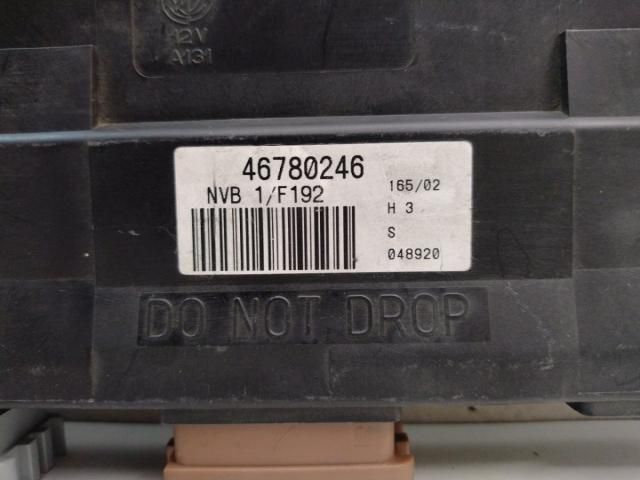 12V
A131
46780246
NVB 1/F192
165/02
H 3
S
048920
DO NOT DROP